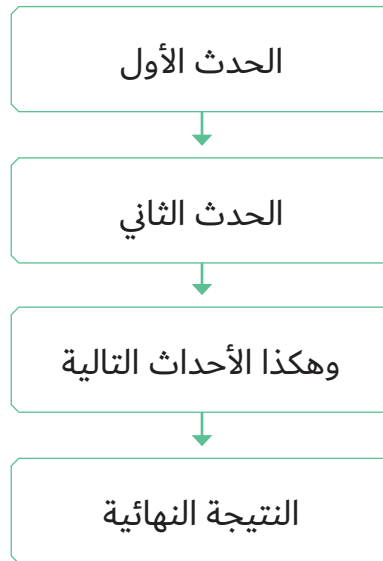 الحدث الأول
الحدث الثاني
وهكذا الأحداث التالية
النتيجة النهائية